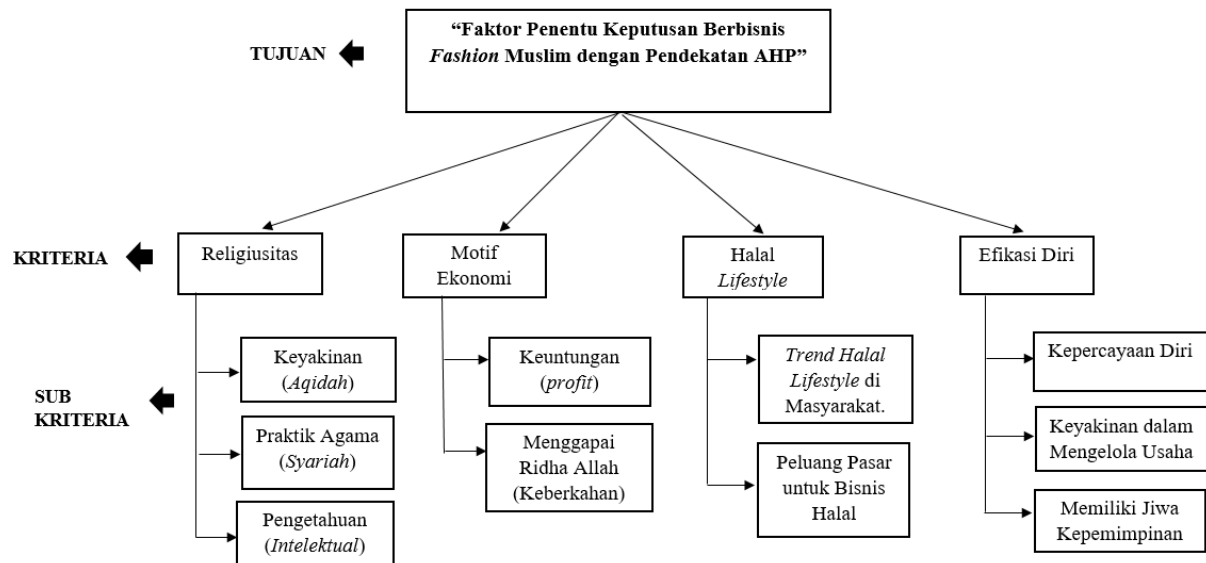 TUJUAN
“Faktor Penentu Keputusan Berbisnis
Fashion Muslim dengan Pendekatan AHP”
KRITERIA
Religiusitas
Motif
Ekonomi
Halal
Lifestyle
Efikasi Diri
SUB
KRITERIA
Keyakinan
(Aqidah)
Praktik Agama
(Syariah)
Pengetahuan
(Intelektual)
Keuntungan
(profit)
Menggapai
Ridha Allah
(Keberkahan)
Trend Halal
Lifestyle di
Masyarakat.
Peluang Pasar
untuk Bisnis
Halal
Kepercayaan Diri
Keyakinan dalam
Mengelola Usaha
Memiliki Jiwa
Kepemimpinan